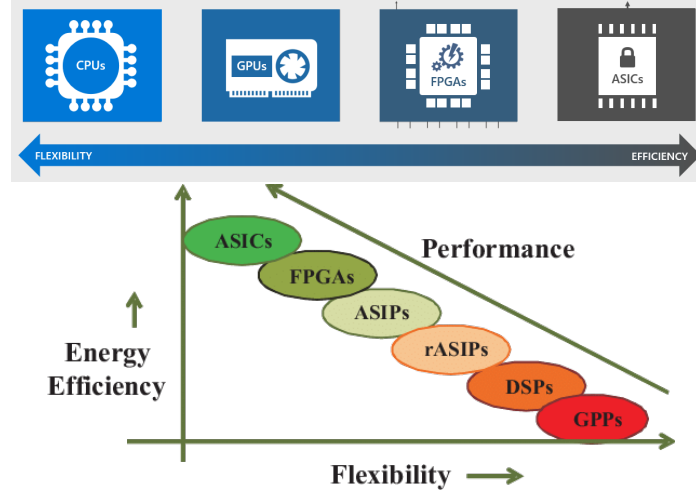 CPUs
GPUs
FPGAs
ASICs
FLEXIBILITY
EFFICIENCY
ASICs
Performance
FPGAs
ASIPs
Energy
Efficiency
rASIPs
DSPs
GPPs
Flexibility